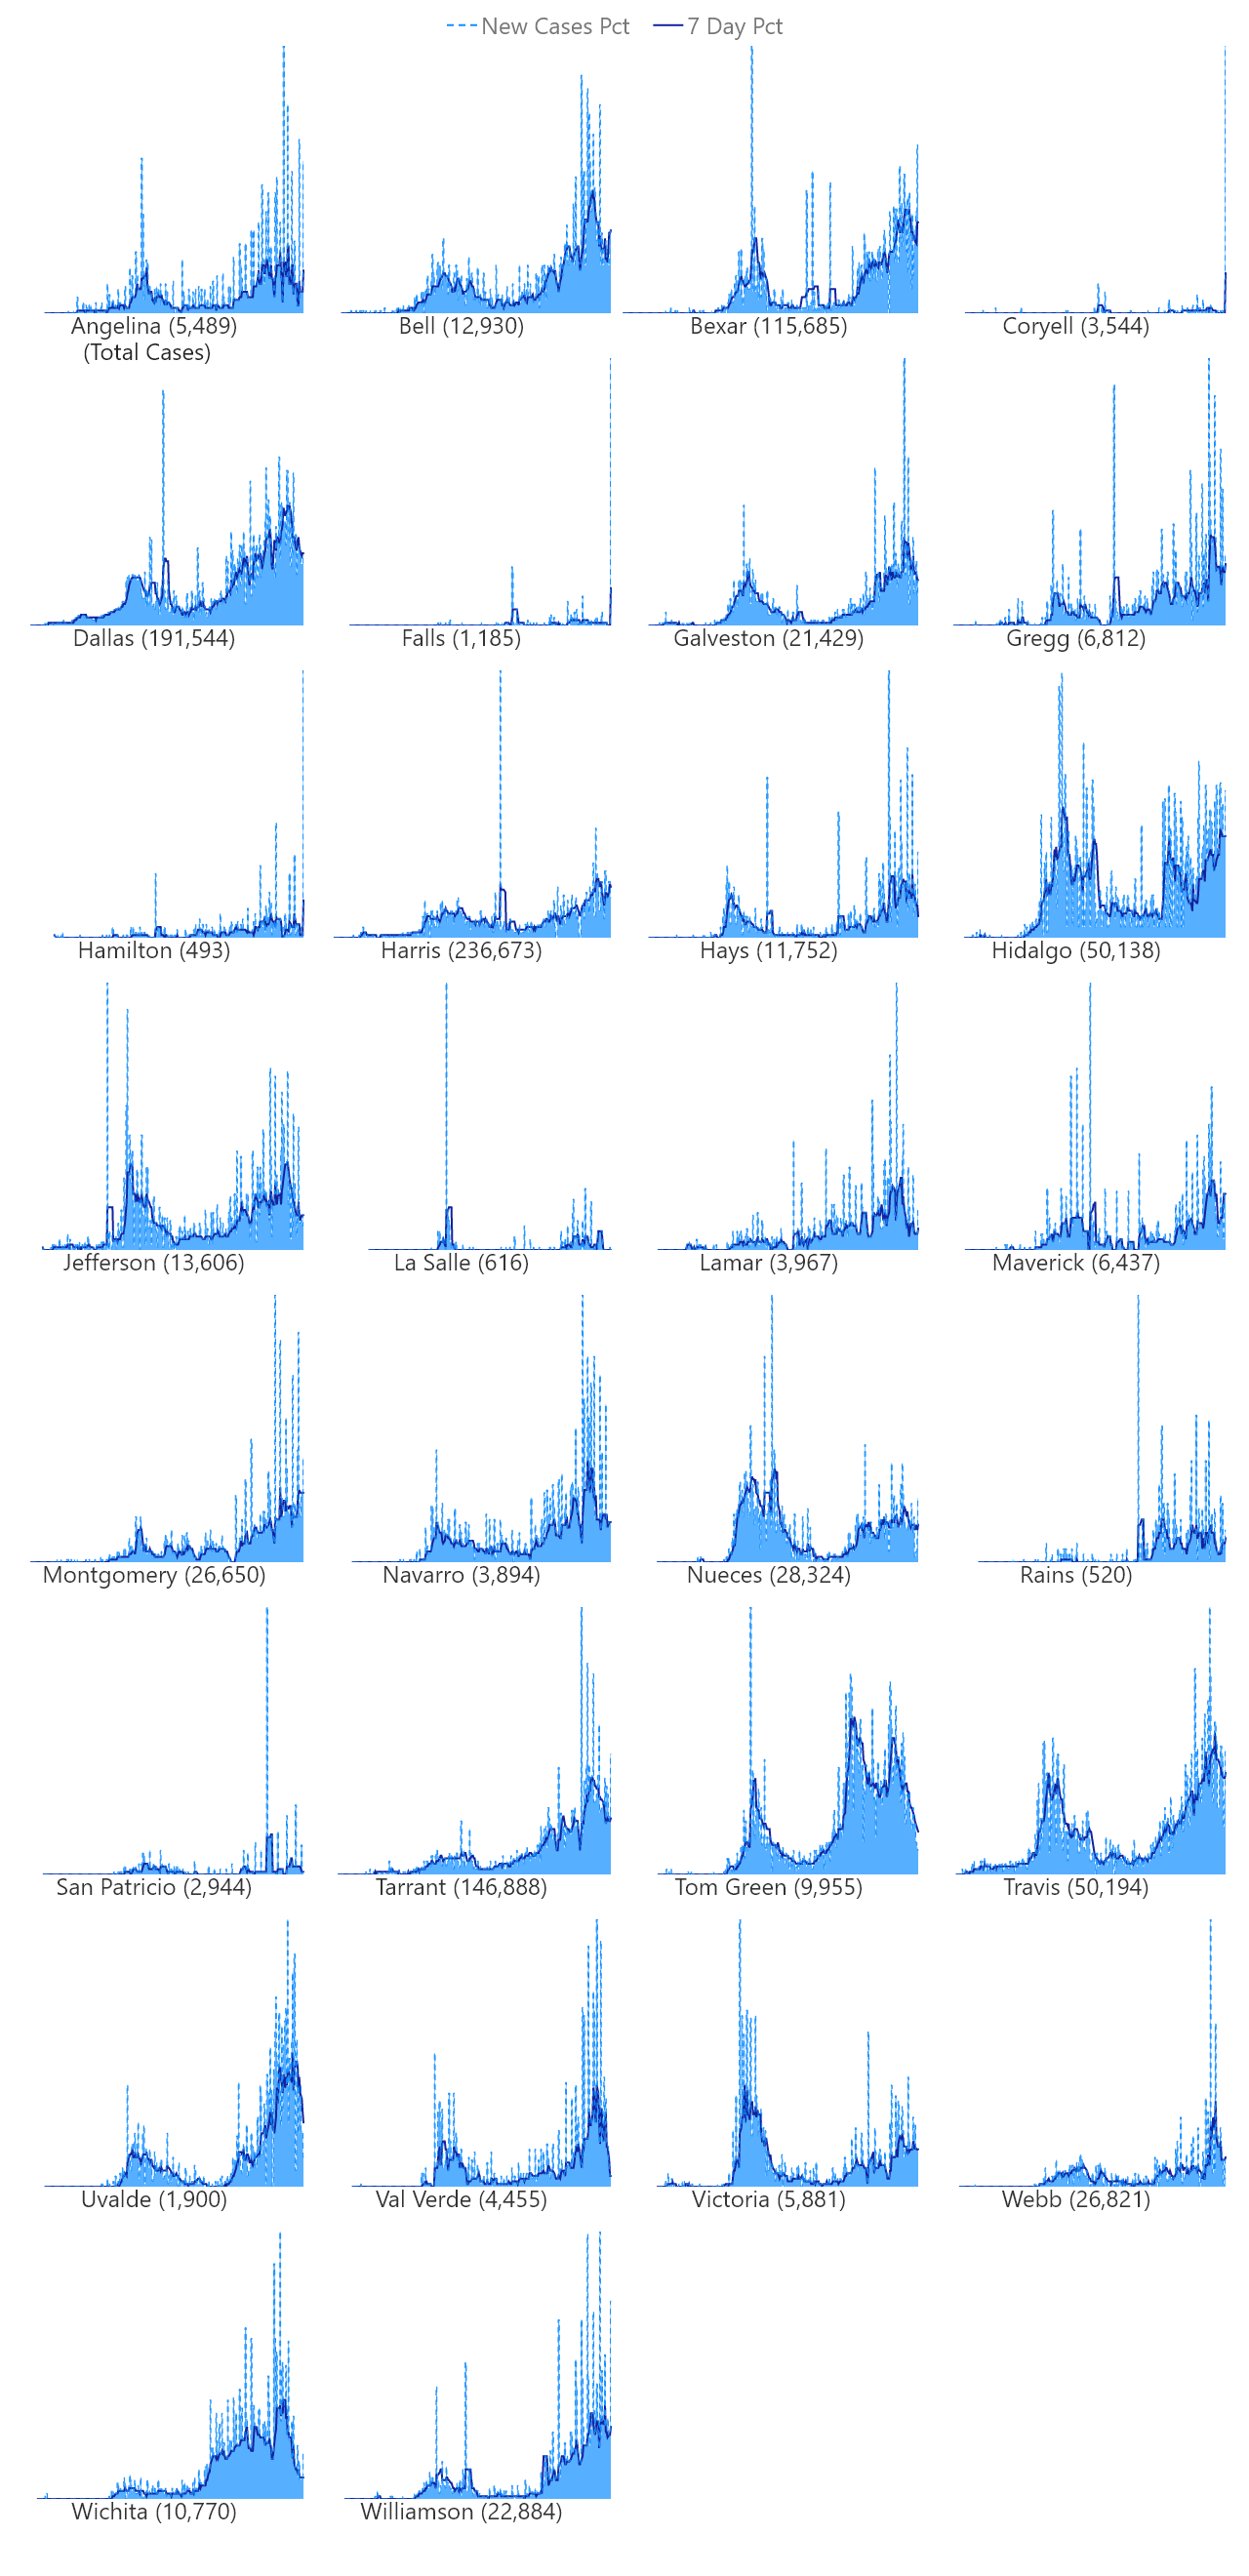 New Cases Pct 7 Day Pct
Angelina (5,489) Bell (12,930) Bexar (115,685) Coryell (3,544)
(Total Cases)
Dallas (191,544) Falls (1,185) Galveston (21,429) Gregg (6,812)
Hamilton (493) Harris (236,673) Hays (11,752) Hidalgo (50,138)
Jefferson (13,606) La Salle (616) Lamar (3,967) Maverick (6,437)
Montgomery (26,650) Navarro (3,894) Nueces (28,324) Rains (520)
San Patricio (2,944) Tarrant (146,888) Tom Green (9,955) Travis (50,194)
Uvalde (1,900) Val Verde (4,455) Victoria (5,881) Webb (26,821)
Wichita (10,770) Williamson (22,884)